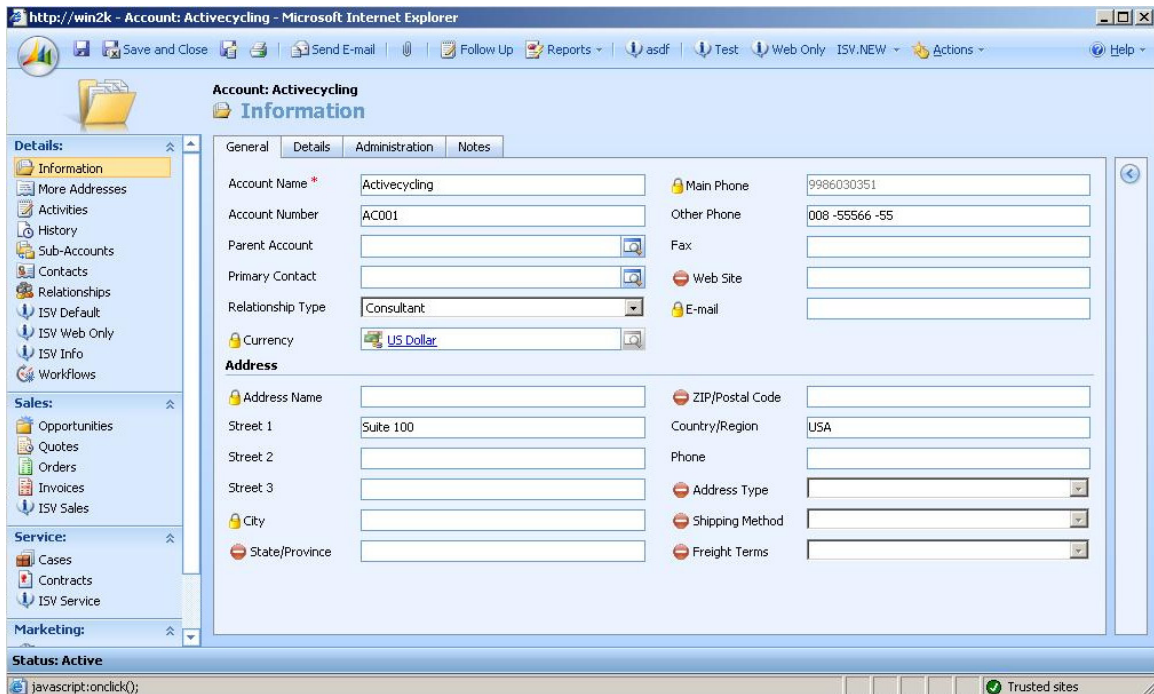 http://win2k - Account: Activecycling - Microsoft Internet Explorer
Save and Close Send E-mail Follow Up Reports asdf Test Web Only ISV.NEW Actions Help
Account: Activecycling
Information
Details:
Information
More Addresses
Activities
History
Sub-Accounts
Contacts
Relationships
ISV Default
ISV Web Only
ISV Info
Workflows
Sales:
Opportunities
Quotes
Orders
Invoices
ISV Sales
Service:
Cases
Contracts
ISV Service
Marketing:
General Details Administration Notes
Account Name * Activecycling Main Phone 9986030351
Account Number AC001 Other Phone 008 -55566 -55
Parent Account Fax
Primary Contact Web Site
Relationship Type Consultant E-mail
Currency US Dollar
Address
Address Name ZIP/Postal Code
Street 1 Suite 100 Country/Region USA
Street 2 Phone
Street 3 Address Type
City Shipping Method
State/Province Freight Terms
Status: Active
javascript:onclick(); Trusted sites